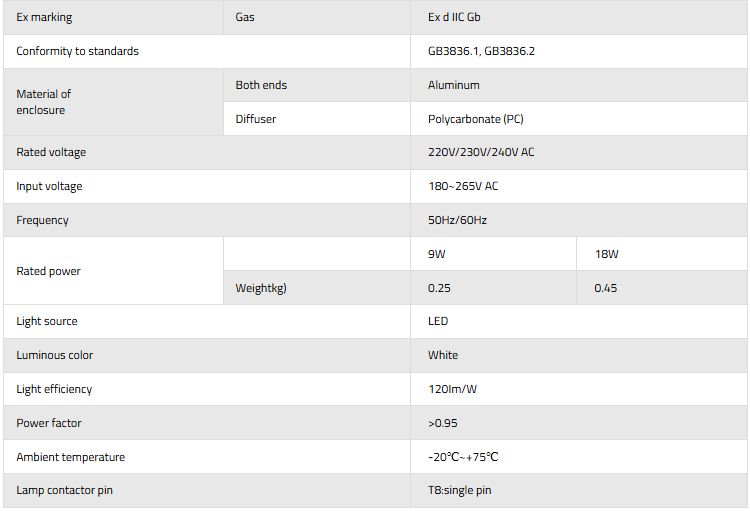 Ex marking Gas Ex d IIC Gb
Conformity to standards GB3836.1, GB3836.2
Material of
enclosure
Both ends Aluminum
Diffuser Polycarbonate (PC)
Rated voltage 220V/230V/240V AC
Input voltage 180~265V AC
Frequency 50Hz/60Hz
Rated power
9W 18W
Weightkg) 0.25 0.45
Light source LED
Luminous color White
Light efficiency 120lm/W
Power factor >0.95
Ambient temperature -20℃~+75℃
Lamp contactor pin T8:single pin